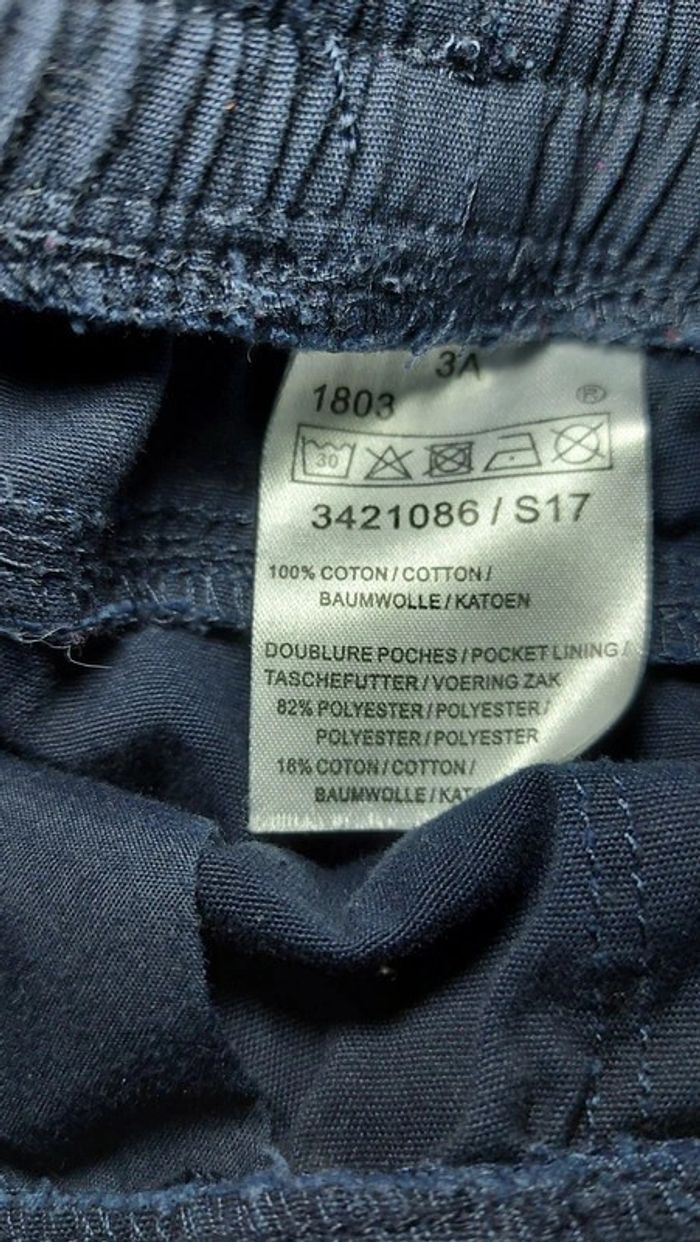 3A
1803
®
30
3421086 / S17
100% COTON / COTTON /
BAUMWOLLE / KATOEN
DOUBLURE POCHES / POCKET LINING /
TASCHEFUTTER / VOERING ZAK
82% POLYESTER / POLYESTER /
POLYESTER / POLYESTER
18% COTON / COTTON /
BAUMWOLLE /